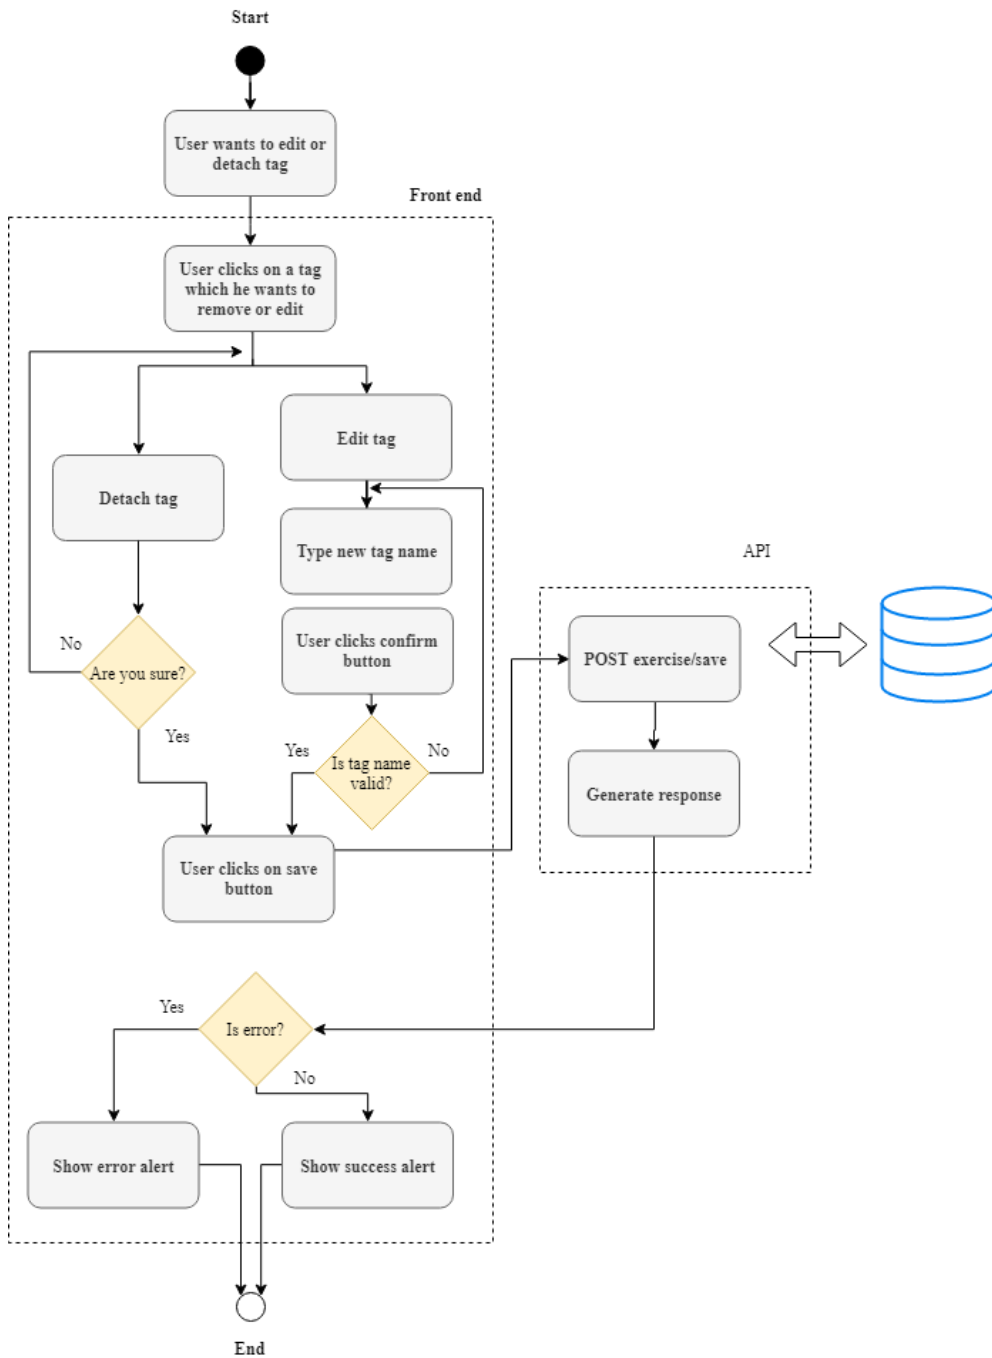 Start
User wants to edit or
detach tag
Front end
User clicks on a tag
which he wants to
remove or edit
Edit tag
Detach tag
Type new tag name
API
User clicks confirm
button
No
Are you sure?
POST exercise/save
Yes
Yes
No
Is tag name
valid?
Generate response
User clicks on save
button
Yes
Is error?
No
Show error alert
Show success alert
End